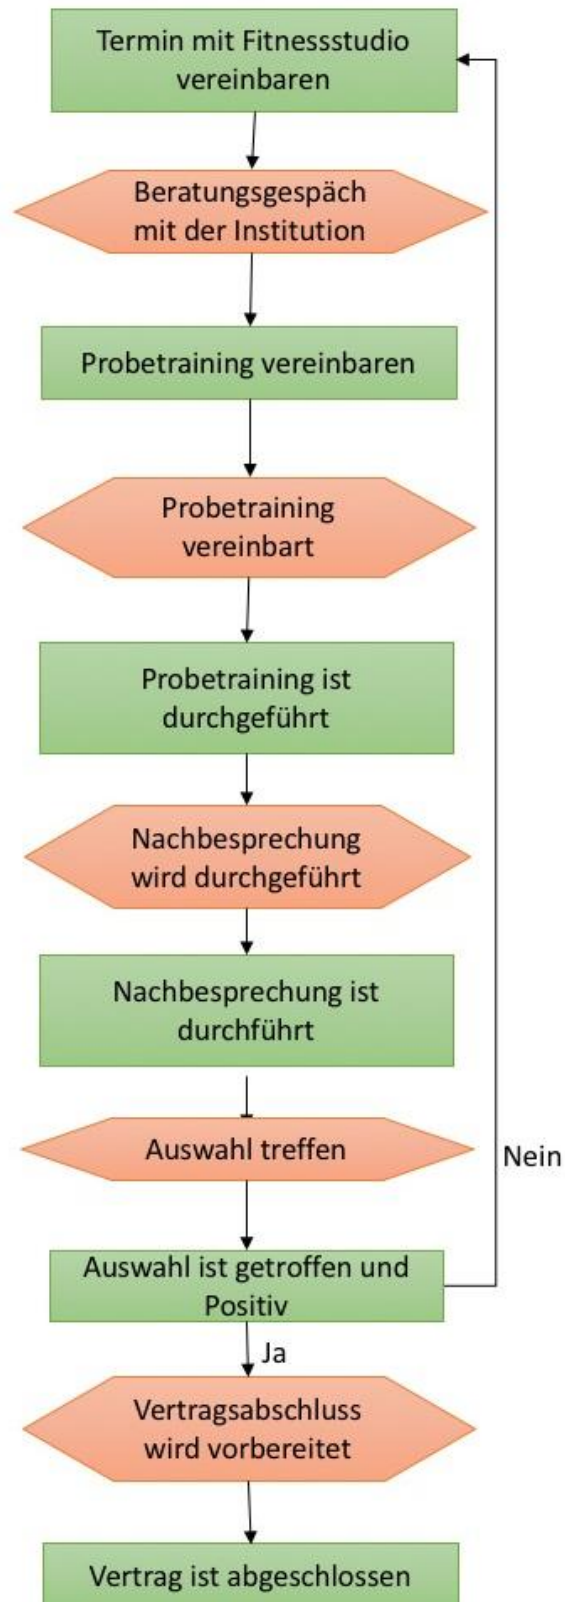 Termin mit Fitnessstudio
vereinbaren
Beratungsgespäch
mit der Institution
Probetraining vereinbaren
Probetraining
vereinbart
Probetraining ist
durchgeführt
Nachbesprechung
wird durchgeführt
Nachbesprechung ist
durchführt
Auswahl treffen
Nein
Auswahl ist getroffen und
Positiv
Ja
Vertragsabschluss
wird vorbereitet
Vertrag ist abgeschlossen